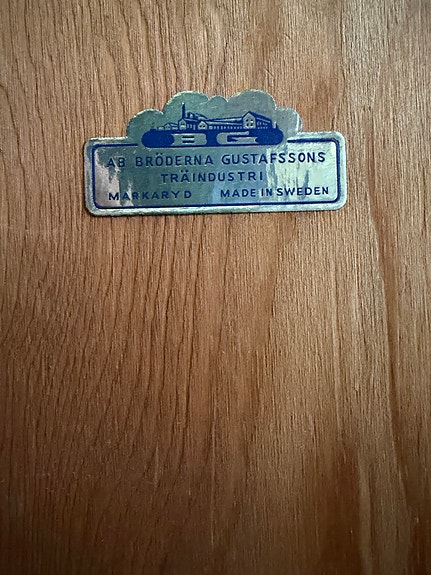 BG
AB BRÖDERNA GUSTAFSSONS
TRÄINDUSTRI
MARKARYD MADE IN SWEDEN